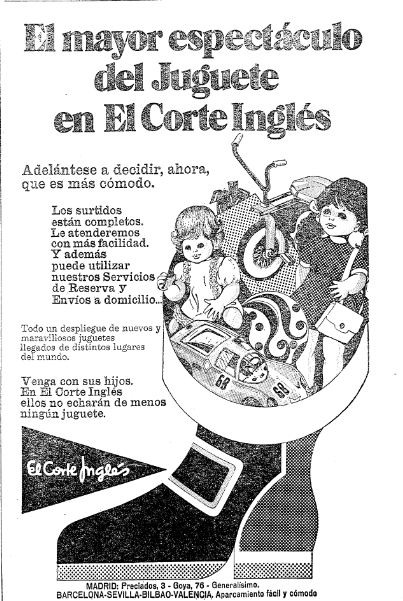 El mayor espectáculo
del Juguete
en El Corte Inglés
Adelántese a decidir, ahora,
que es más cómodo.
Los surtidos
están completos.
Le atenderemos
con más facilidad.
Y además
puede utilizar
nuestros Servicios
de Reserva y
Envíos a domicilio...
Todo un despliegue de nuevos y
maravillosos juguetes
llegados de distintos lugares
del mundo.
Venga con sus hijos.
En El Corte Inglés
ellos no echarán de menos
ningún juguete.
68
68
El Corte Inglés
MADRID: Preciados, 3 - Goya, 76 - Generalísimo.
BARCELONA-SEVILLA-BILBAO-VALENCIA, Aparcamiento fácil y cómodo